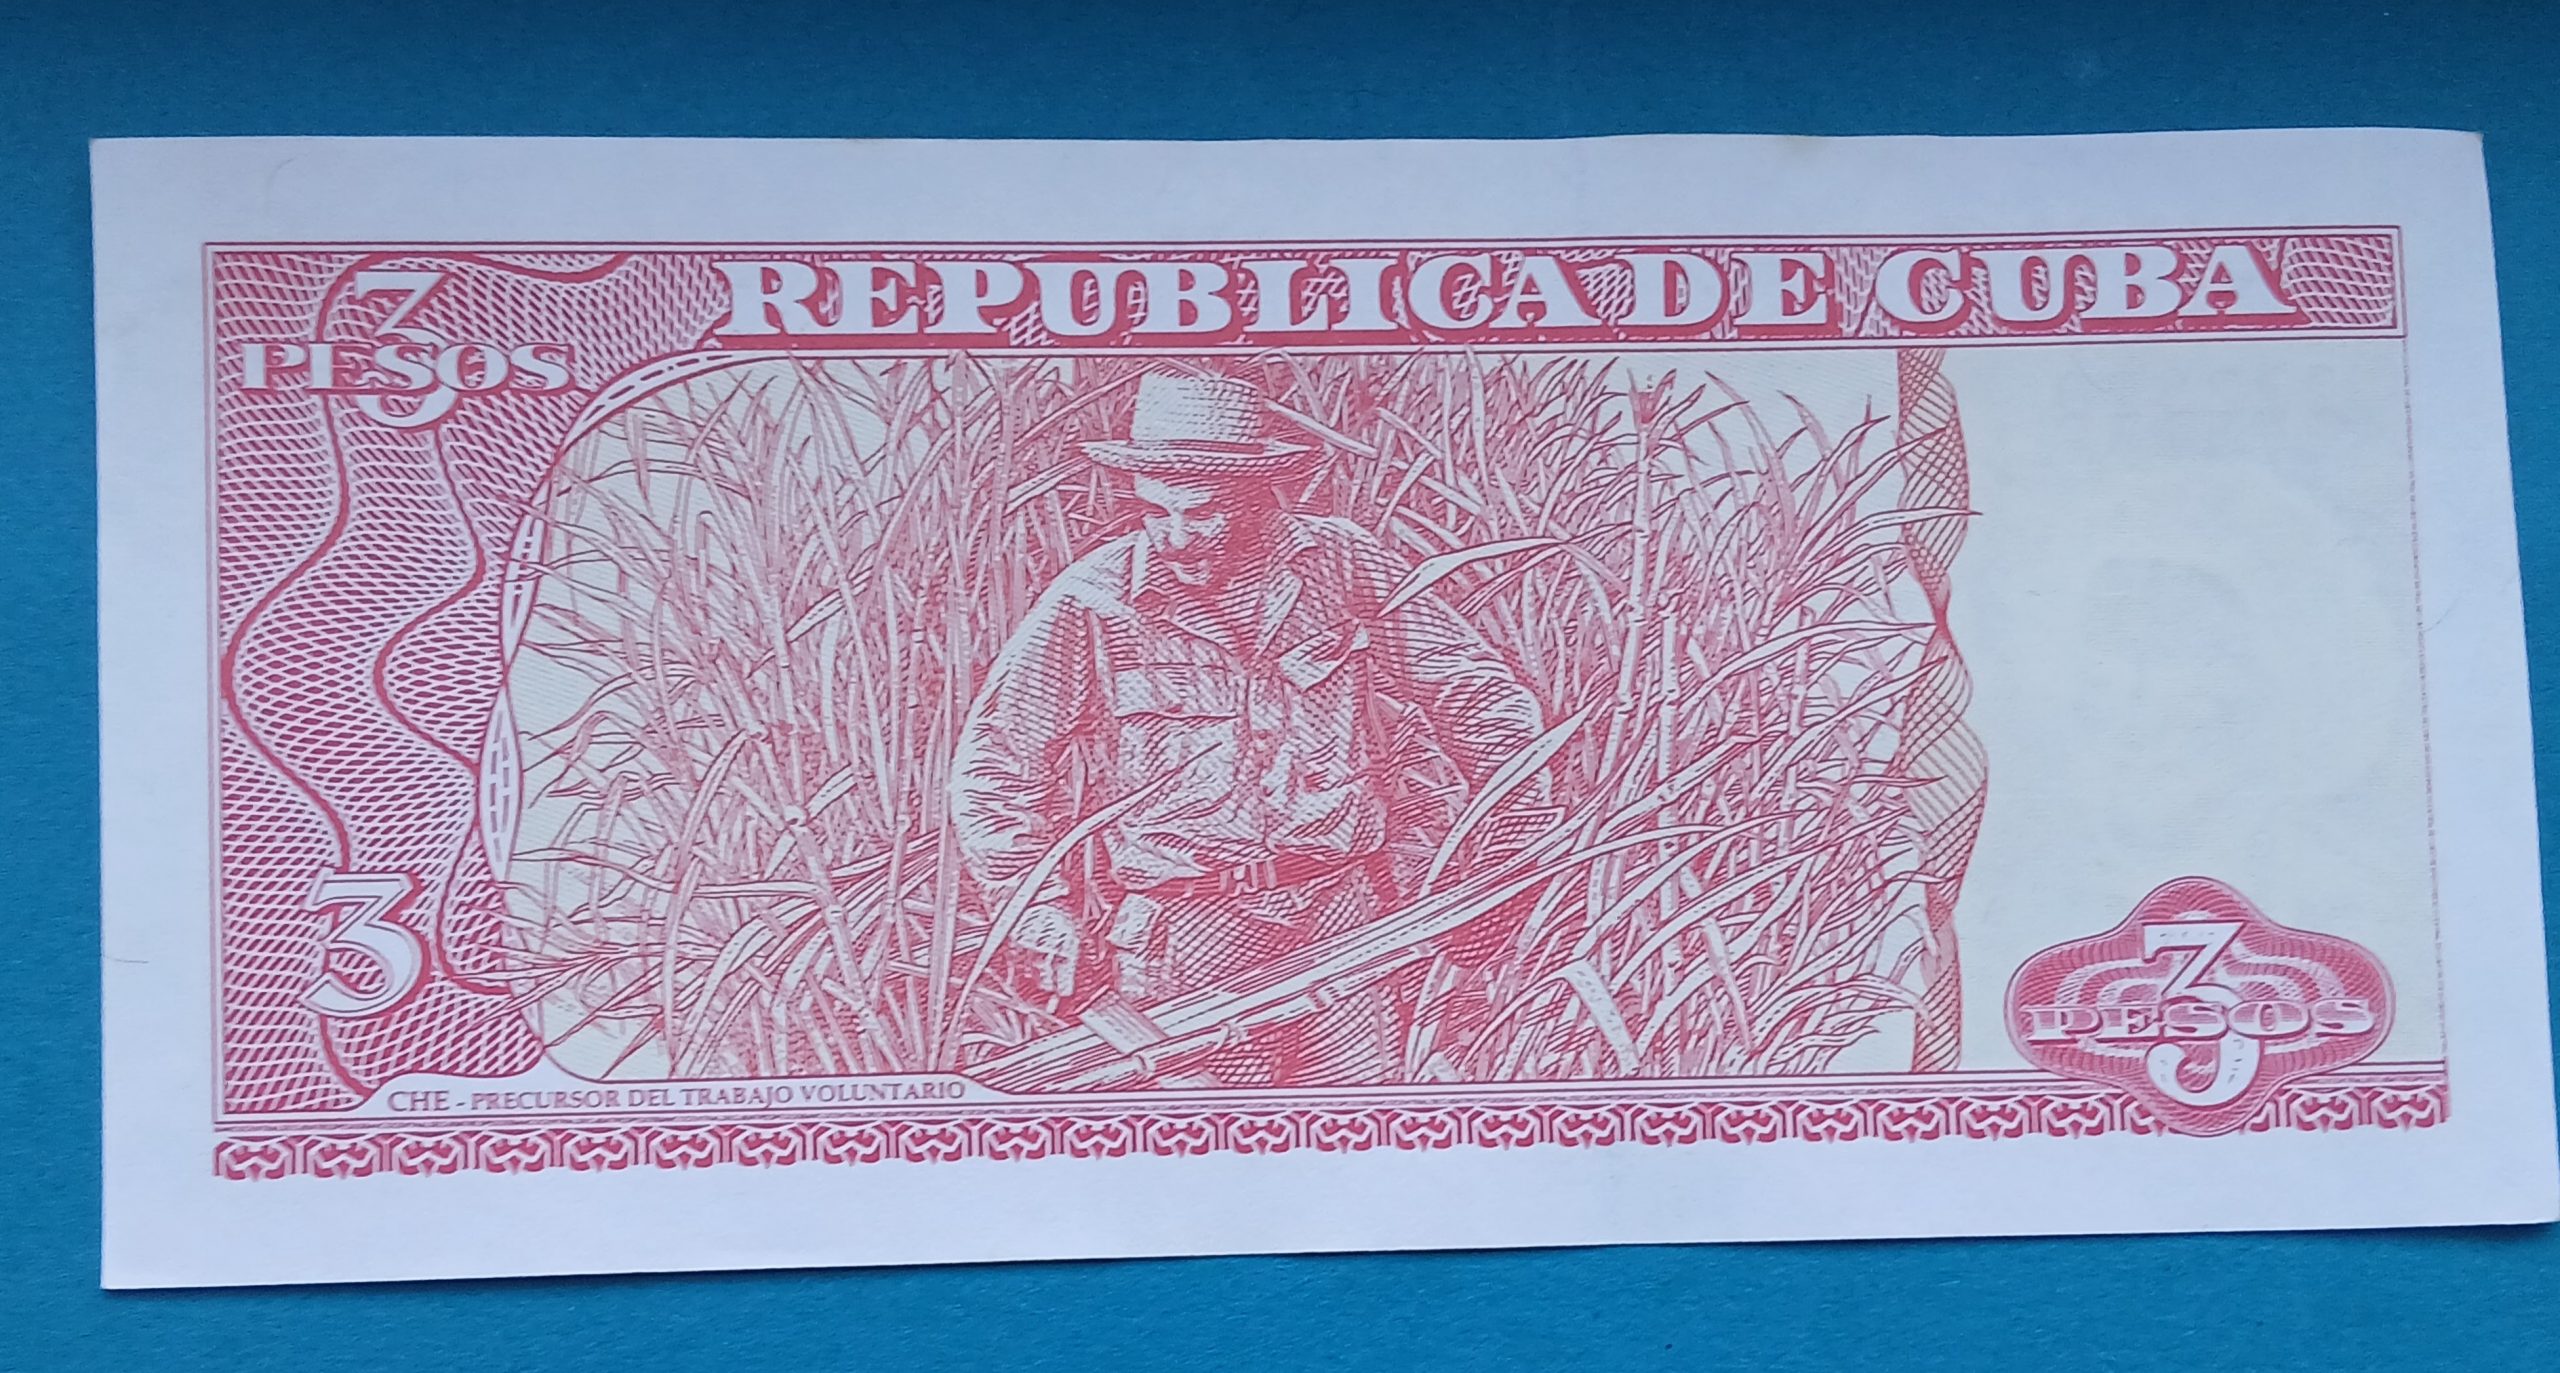 REPUBLICA DE CUBA
3
PESOS
3
CHE - PRECURSOR DEL TRABAJO VOLUNTARIO
3
PESOS